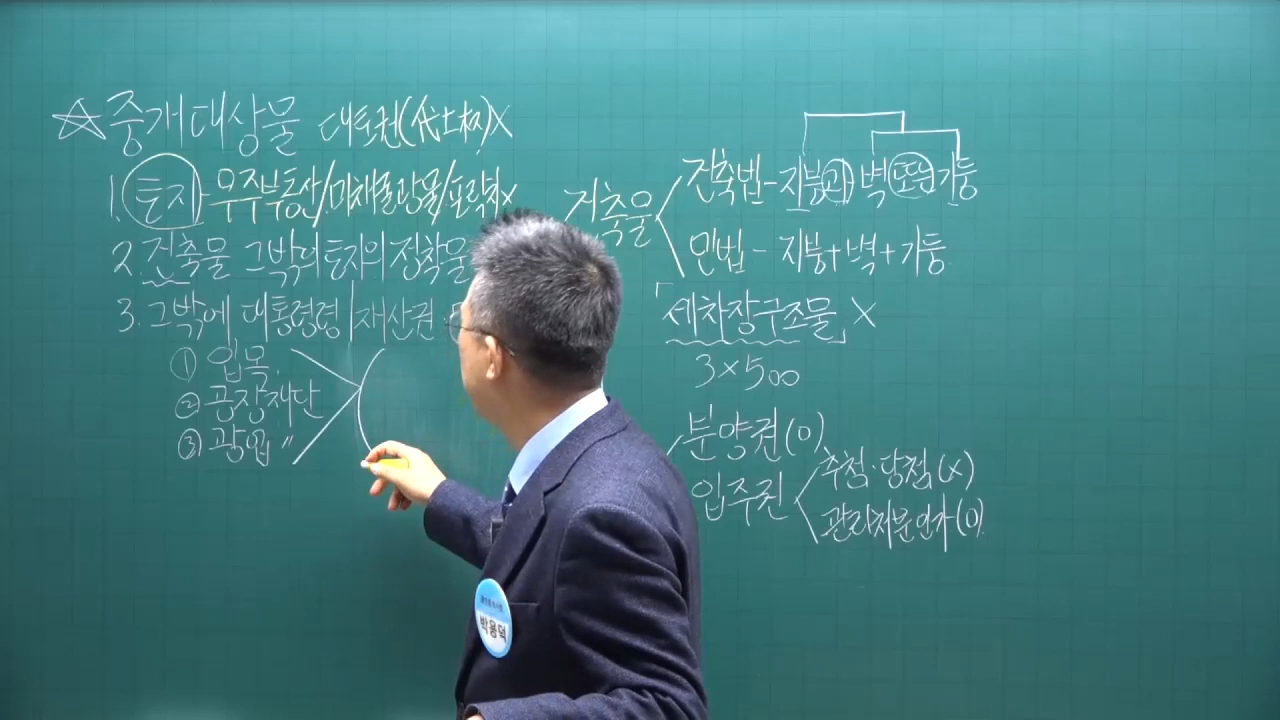 ☆중개대상물 대토권(代土权)X
1. 토지-무주부동산/미채굴광물/포락지X
2. 건축물 그밖의 토지의 정착물
3. 그밖에 대통령령 재산권
① 입목
② 공장재단
③ 광업 〃
건축물
건축법-지붕과 벽 또는 기둥
민법 - 지붕+벽+기둥
「세차장구조물」X
3×500
분양권(0)
입주권
추첨·당첨(x)
관리처분인가(0)
박용덕